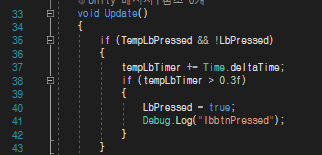 33 void Update()
34 {
35 if (TempLbPressed && !LbPressed)
36 {
37 tempLbTimer += Time.deltaTime;
38 if (tempLbTimer > 0.3f)
39 {
40 LbPressed = true;
41 Debug.Log("lbbtnPressed");
42 }
43 }